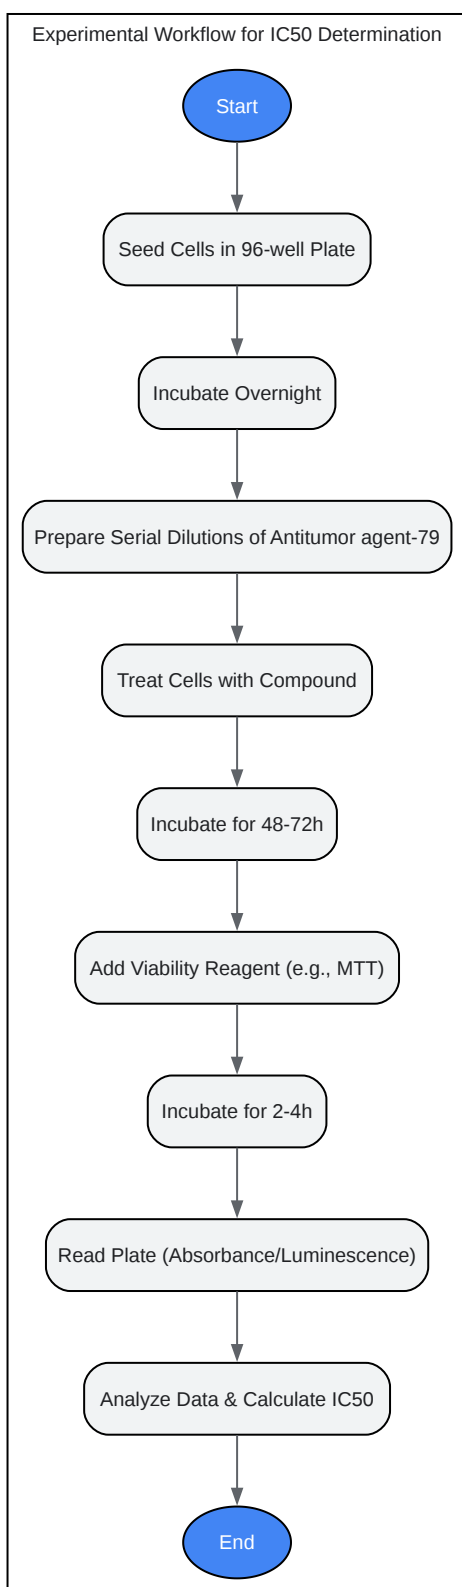 Experimental Workflow for IC50 Determination
Start
Seed Cells in 96-well Plate
Incubate Overnight
Prepare Serial Dilutions of Antitumor agent-79
Treat Cells with Compound
Incubate for 48-72h
Add Viability Reagent (e.g., MTT)
Incubate for 2-4h
Read Plate (Absorbance/Luminescence)
Analyze Data & Calculate IC50
End